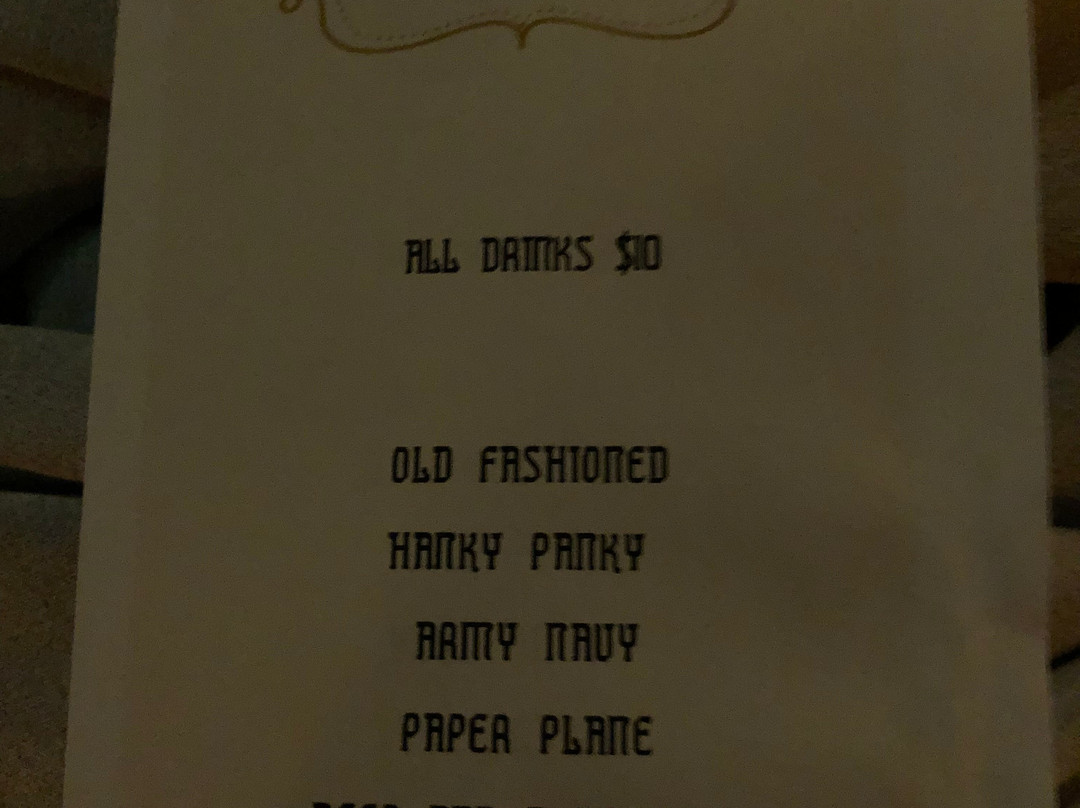 ALL DRINKS $10
OLD FASHIONED
HANKY PANKY
ARMY NAVY
PAPER PLANE